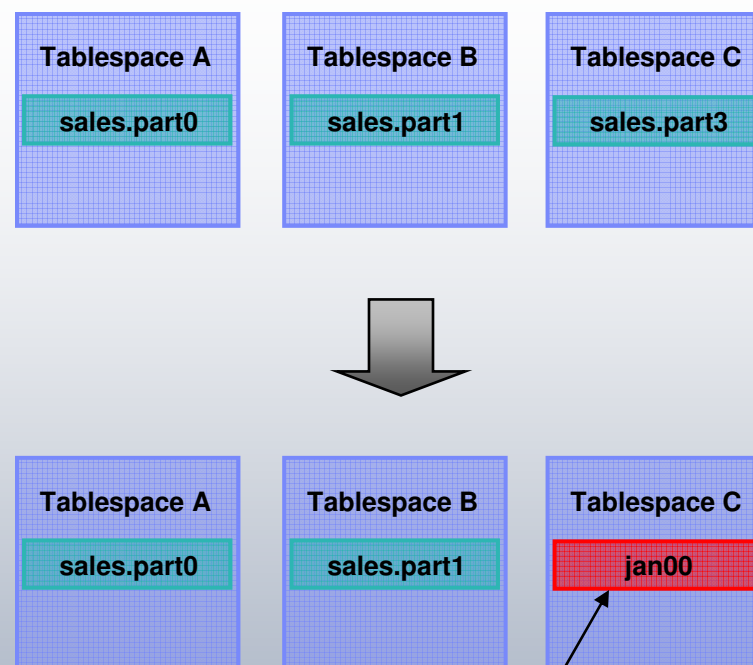 Tablespace A
Tablespace B
Tablespace C
sales.part0
sales.part1
sales.part3
Tablespace A
Tablespace B
Tablespace C
sales.part0
sales.part1
jan00